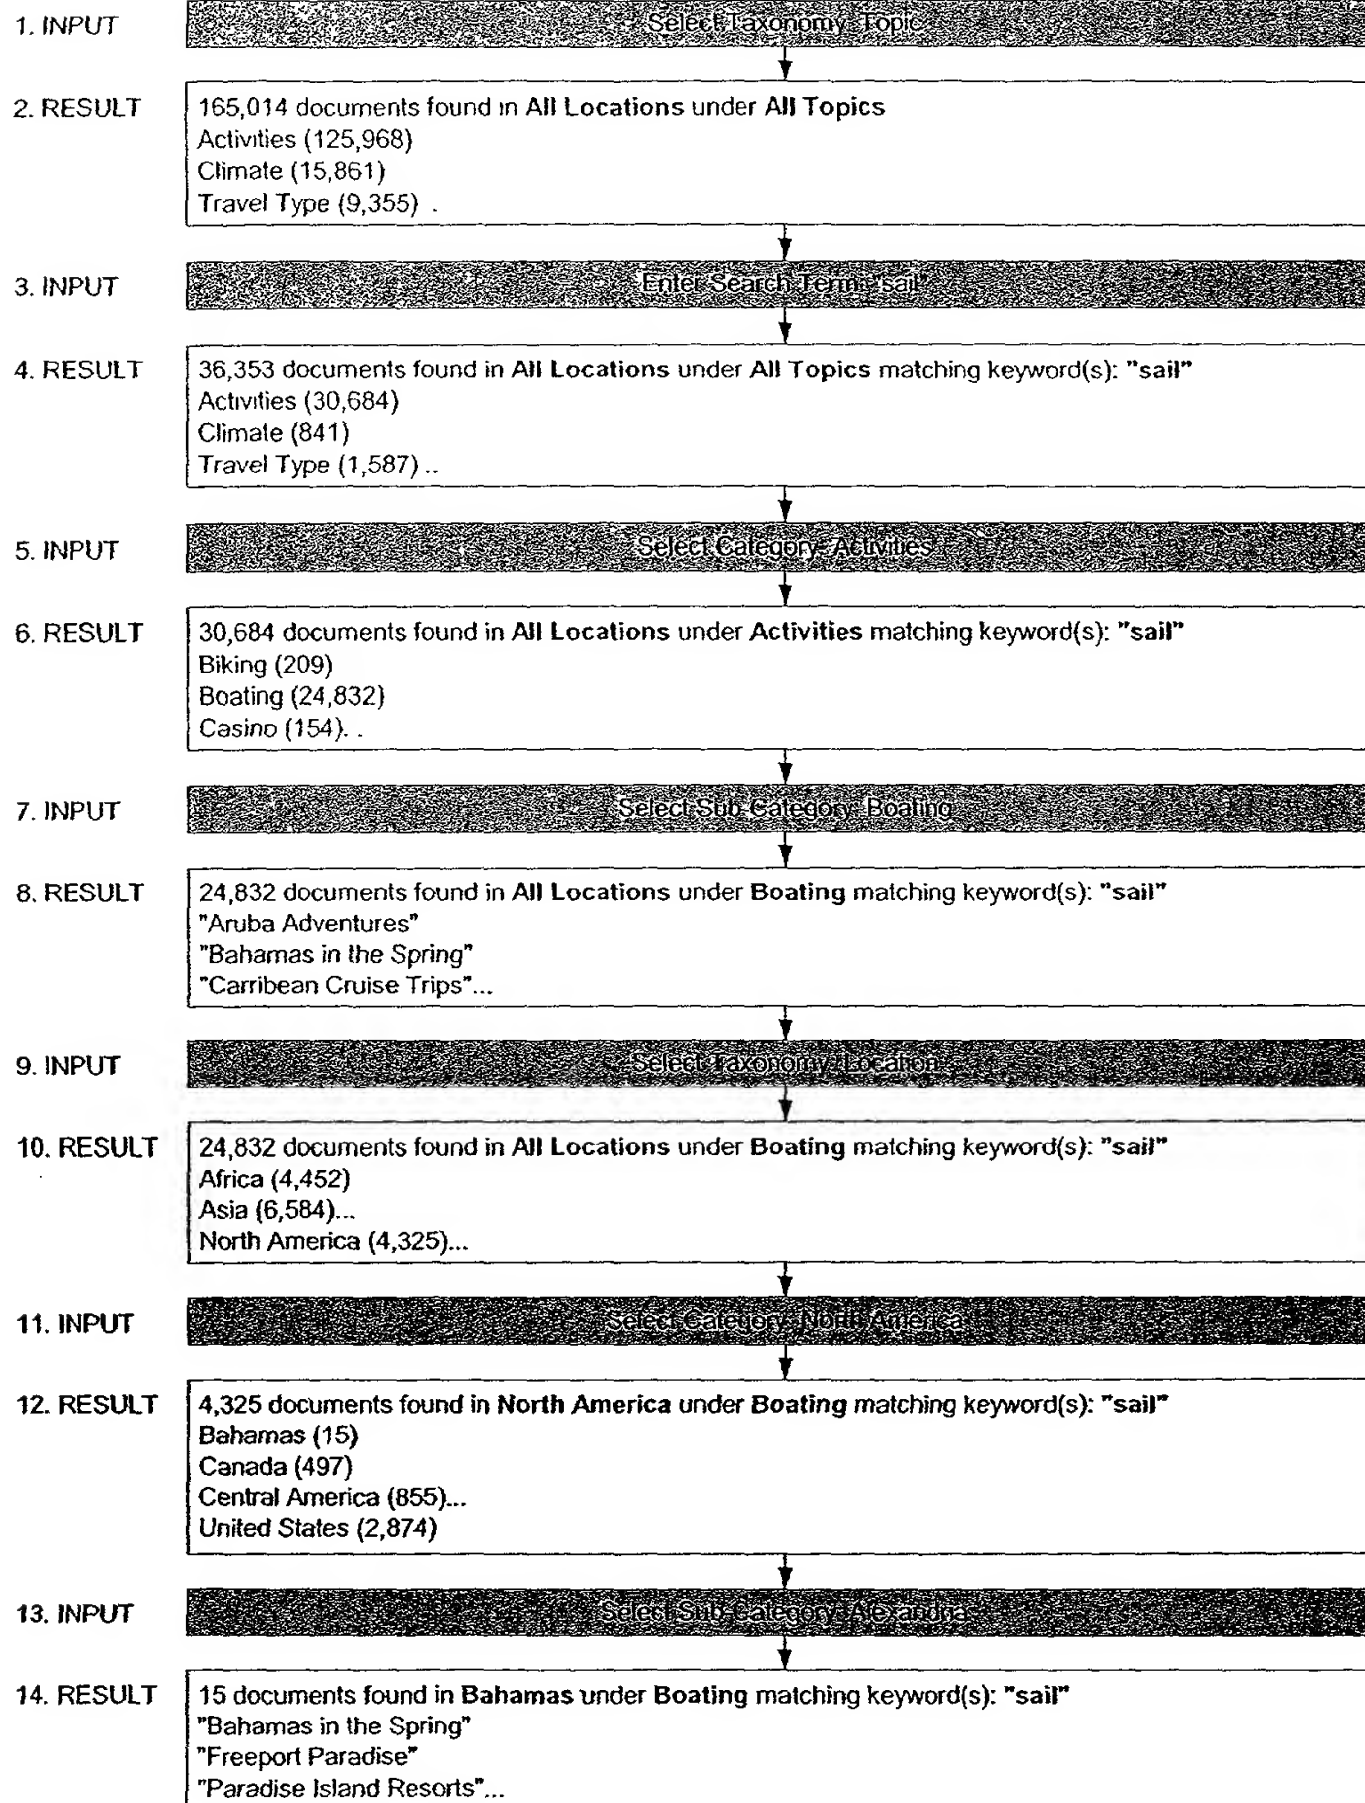 1. INPUT
Select Taxonomy: Topic
2. RESULT
165,014 documents found in All Locations under All Topics
Activities (125,968)
Climate (15,861)
Travel Type (9,355) .
3. INPUT
Enter Search Term "sail"
4. RESULT
36,353 documents found in All Locations under All Topics matching keyword(s): "sail"
Activities (30,684)
Climate (841)
Travel Type (1,587) ..
5. INPUT
Select Category: Activities
6. RESULT
30,684 documents found in All Locations under Activities matching keyword(s): "sail"
Biking (209)
Boating (24,832)
Casino (154). .
7. INPUT
Select Sub-Category: Boating
8. RESULT
24,832 documents found in All Locations under Boating matching keyword(s): "sail"
"Aruba Adventures"
"Bahamas in the Spring"
"Carribean Cruise Trips"...
9. INPUT
Select Taxonomy: Location
10. RESULT
24,832 documents found in All Locations under Boating matching keyword(s): "sail"
Africa (4,452)
Asia (6,584)...
North America (4,325)...
11. INPUT
Select Category: North America
12. RESULT
4,325 documents found in North America under Boating matching keyword(s): "sail"
Bahamas (15)
Canada (497)
Central America (855)...
United States (2,874)
13. INPUT
Select Sub-Category: Alexandria
14. RESULT
15 documents found in Bahamas under Boating matching keyword(s): "sail"
"Bahamas in the Spring"
"Freeport Paradise"
"Paradise Island Resorts"...